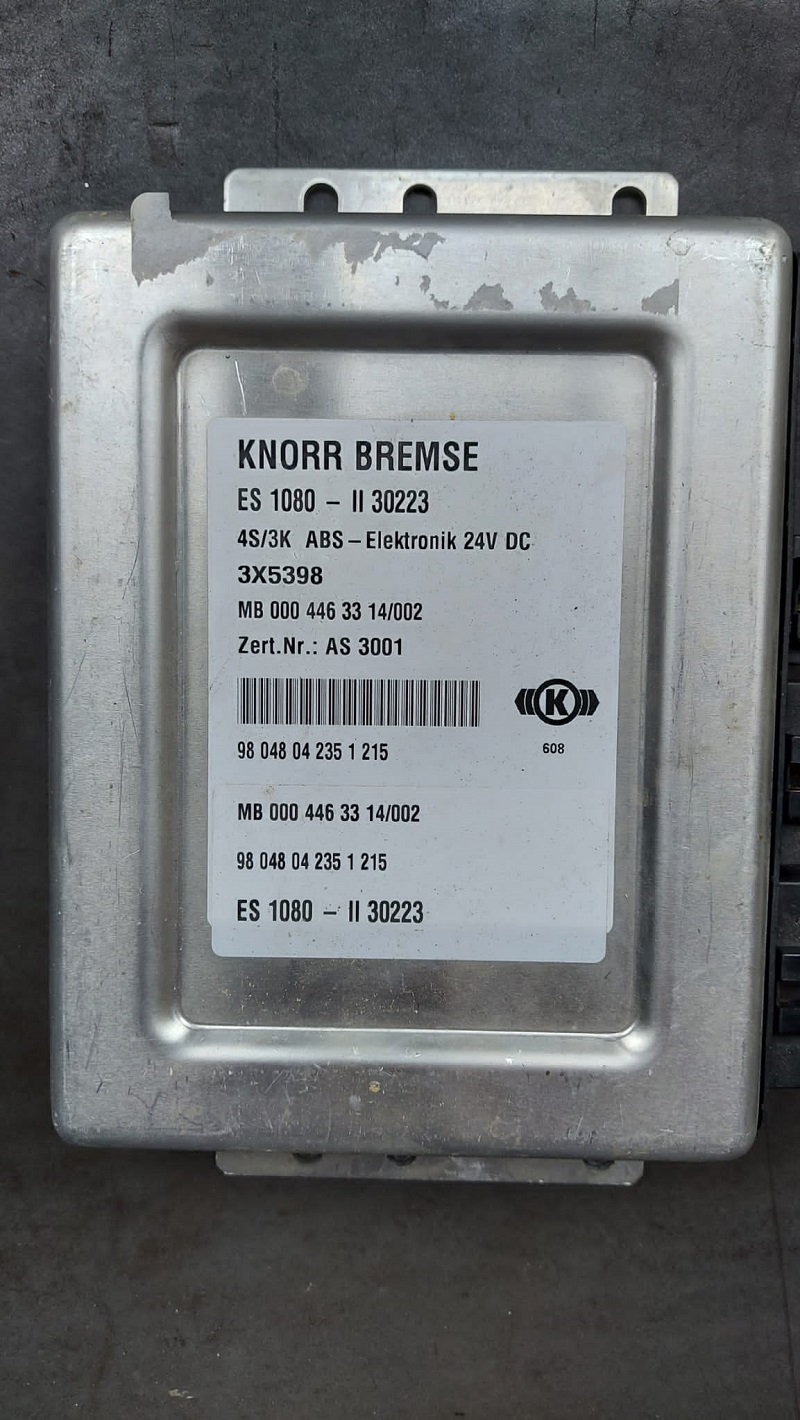 KNORR BREMSE
ES 1080 – II 30223
4S/3K ABS – Elektronik 24V DC
3X5398
MB 000 446 33 14/002
Zert.Nr.: AS 3001
K
98 048 04 235 1 215
608
MB 000 446 33 14/002
98 048 04 235 1 215
ES 1080 – II 30223